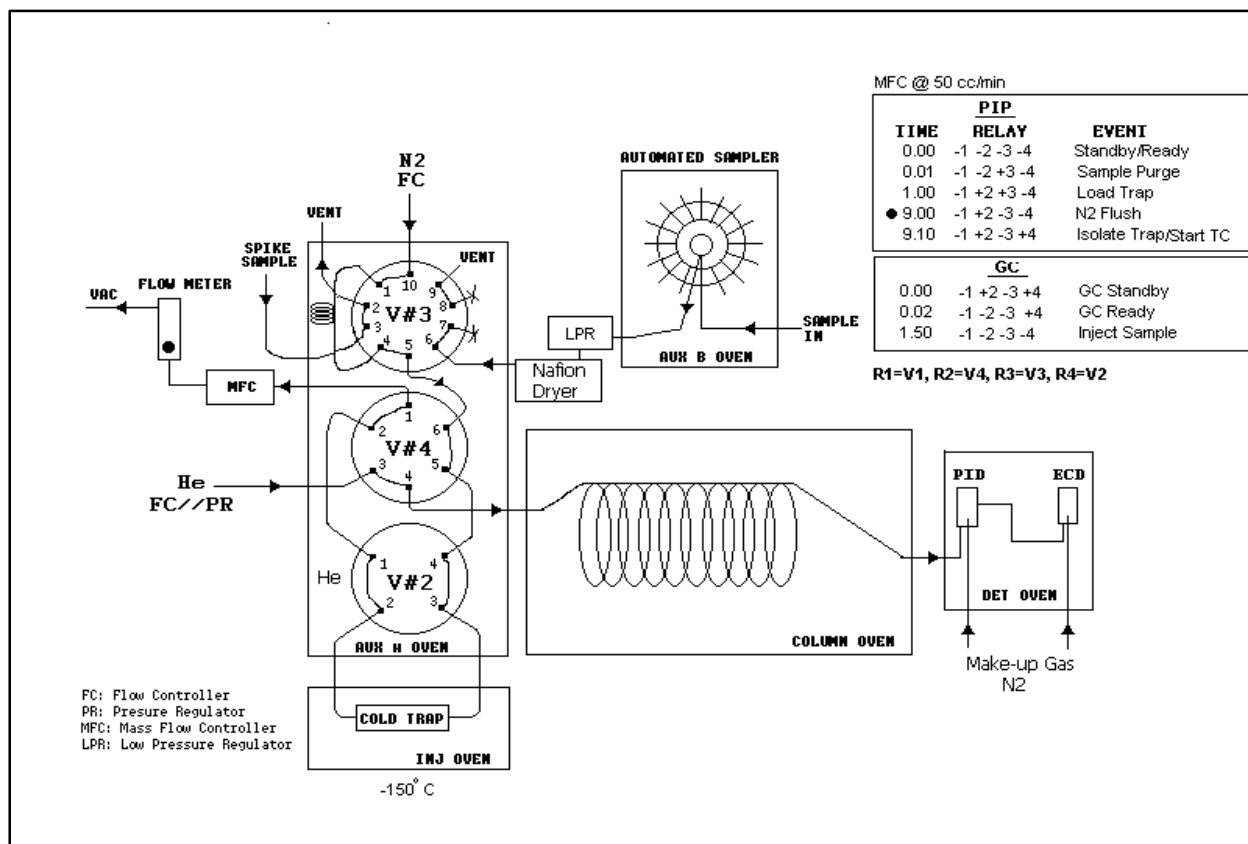 MFC @ 50 cc/min
PIP
TIME RELAY EVENT
0.00 -1 -2 -3 -4 Standby/Ready
0.01 -1 -2 +3 -4 Sample Purge
1.00 -1 +2 +3 -4 Load Trap
● 9.00 -1 +2 -3 -4 N2 Flush
9.10 -1 +2 -3 +4 Isolate Trap/Start TC
GC
0.00 -1 +2 -3 +4 GC Standby
0.02 -1 -2 -3 +4 GC Ready
1.50 -1 -2 -3 -4 Inject Sample
R1=V1, R2=V4, R3=V3, R4=V2
N2
FC
AUTOMATED SAMPLER
VENT
SPIKE
SAMPLE
VENT
FLOW METER
VAC
1 10 9
2 8
V#3
3 7
4 5 6
LPR
SAMPLE
IN
AUX B OVEN
Nafion
Dryer
MFC
1
2 6
V#4
3 5
4
He
FC//PR
PID ECD
1 4
He V#2
2 3
DET OVEN
AUX A OVEN
COLUMN OVEN
Make-up Gas
N2
FC: Flow Controller
PR: Presure Regulator
MFC: Mass Flow Controller
LPR: Low Pressure Regulator
COLD TRAP
INJ OVEN
-150° C